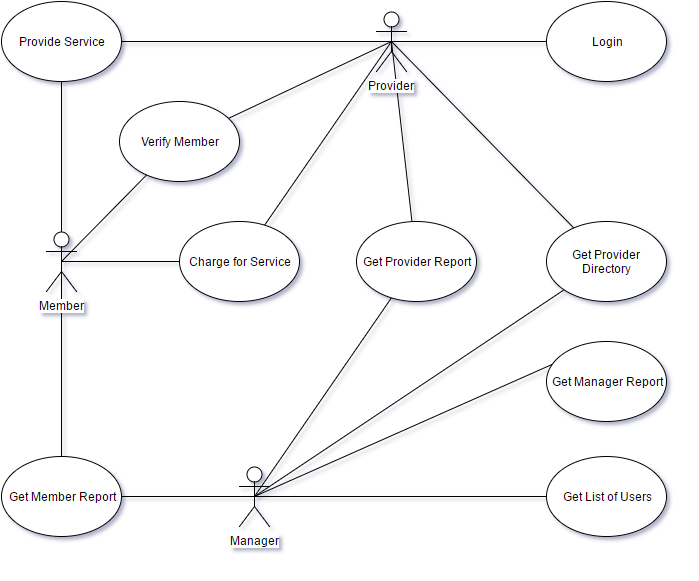 Provide Service
Login
Provider
Verify Member
Charge for Service
Get Provider Report
Get Provider
Directory
Member
Get Manager Report
Get Member Report
Get List of Users
Manager